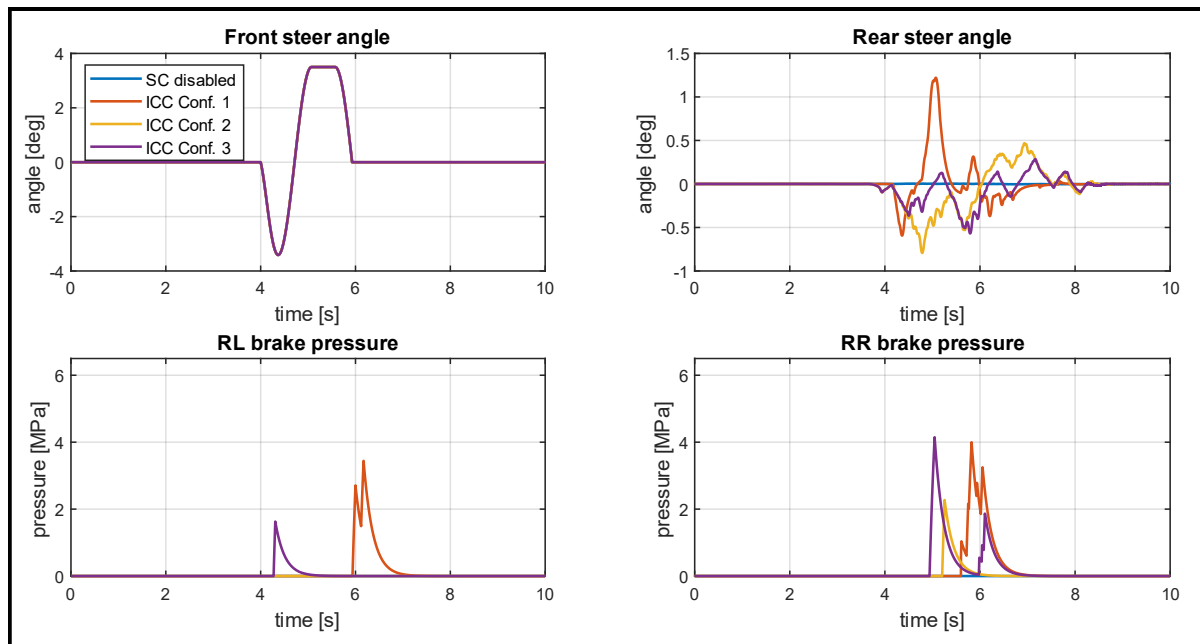 Front steer angle
4
2
0
-2
-4
angle [deg]
SC disabled
ICC Conf. 1
ICC Conf. 2
ICC Conf. 3
0 2 4 6 8 10
time [s]
Rear steer angle
1.5
1
0.5
0
-0.5
-1
angle [deg]
0 2 4 6 8 10
time [s]
RL brake pressure
6
4
2
0
pressure [MPa]
0 2 4 6 8 10
time [s]
RR brake pressure
6
4
2
0
pressure [MPa]
0 2 4 6 8 10
time [s]